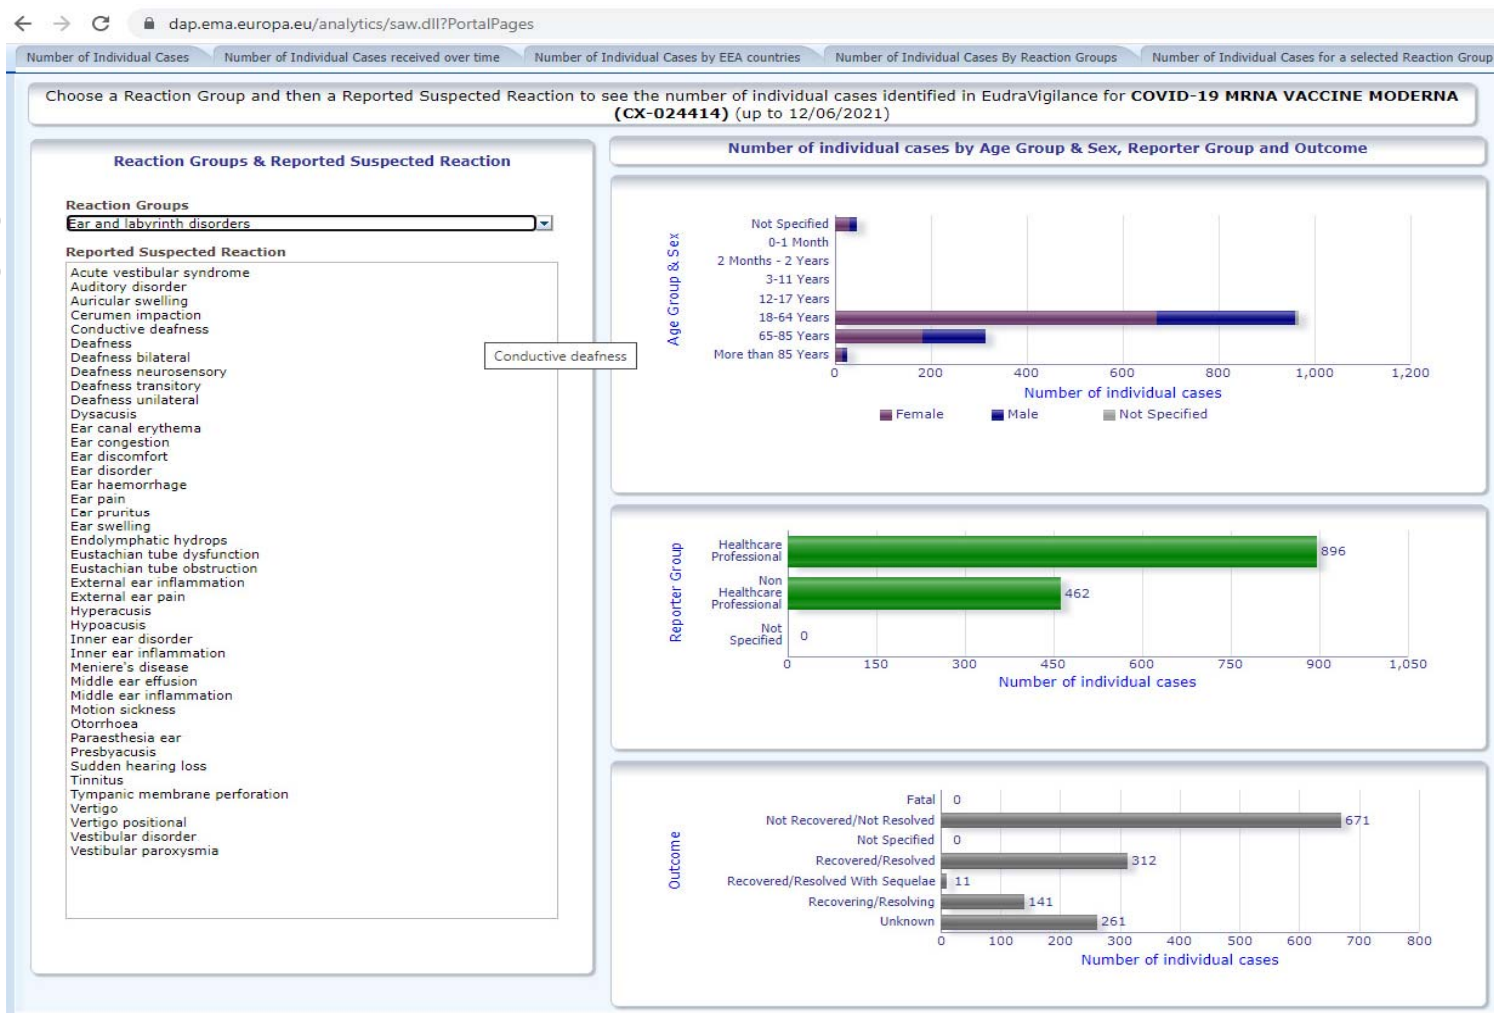 dap.ema.europa.eu/analytics/saw.dll?PortalPages
Number of Individual Cases
Number of Individual Cases received over time
Number of Individual Cases by EEA countries
Number of Individual Cases By Reaction Groups
Number of Individual Cases for a selected Reaction Group
Choose a Reaction Group and then a Reported Suspected Reaction to see the number of individual cases identified in EudraVigilance for COVID-19 MRNA VACCINE MODERNA
(CX-024414) (up to 12/06/2021)
Reaction Groups & Reported Suspected Reaction
Reaction Groups
Ear and labyrinth disorders
Reported Suspected Reaction
Acute vestibular syndrome
Auditory disorder
Auricular swelling
Cerumen impaction
Conductive deafness
Deafness
Deafness bilateral
Deafness neurosensory
Deafness transitory
Deafness unilateral
Dysacusis
Ear canal erythema
Ear congestion
Ear discomfort
Ear disorder
Ear haemorrhage
Ear pain
Ear pruritus
Ear swelling
Endolymphatic hydrops
Eustachian tube dysfunction
Eustachian tube obstruction
External ear inflammation
External ear pain
Hyperacusis
Hypoacusis
Inner ear disorder
Inner ear inflammation
Meniere's disease
Middle ear effusion
Middle ear inflammation
Motion sickness
Otorrhoea
Paraesthesia ear
Presbyacusis
Sudden hearing loss
Tinnitus
Tympanic membrane perforation
Vertigo
Vertigo positional
Vestibular disorder
Vestibular paroxysmia
Conductive deafness
Number of individual cases by Age Group & Sex, Reporter Group and Outcome
Age Group & Sex
Not Specified
0-1 Month
2 Months - 2 Years
3-11 Years
12-17 Years
18-64 Years
65-85 Years
More than 85 Years
0 200 400 600 800 1,000 1,200
Number of individual cases
Female Male Not Specified
Reporter Group
Healthcare
Professional
896
Non
Healthcare
Professional
462
Not
Specified
0
0 150 300 450 600 750 900 1,050
Number of individual cases
Outcome
Fatal 0
Not Recovered/Not Resolved 671
Not Specified 0
Recovered/Resolved 312
Recovered/Resolved With Sequelae 11
Recovering/Resolving 141
Unknown 261
0 100 200 300 400 500 600 700 800
Number of individual cases